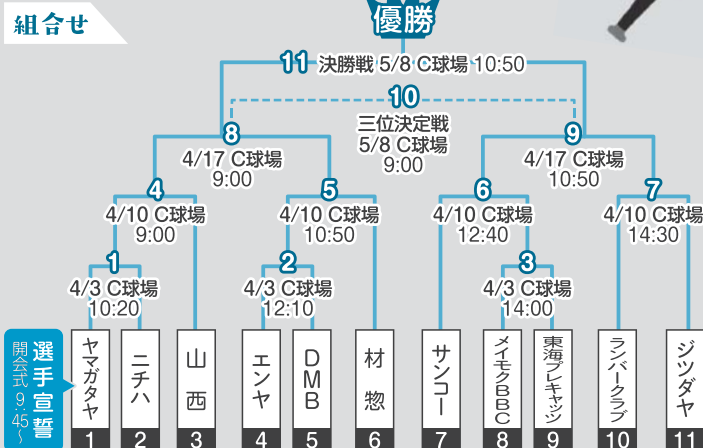 組合せ
優勝
11 決勝戦 5/8 C球場 10:50
10
三位決定戦
5/8 C球場
9:00
8
4/17 C球場
9:00
9
4/17 C球場
10:50
4
4/10 C球場
9:00
5
4/10 C球場
10:50
6
4/10 C球場
12:40
7
4/10 C球場
14:30
1
4/3 C球場
10:20
2
4/3 C球場
12:10
3
4/3 C球場
14:00
選手宣誓
開会式 9:45~
ヤマガタヤ
1
ニチハ
2
山西
3
エンヤ
4
DMB
5
材惣
6
サンコー
7
メイモクBBC
8
東海プレキャッジ
9
ランバークラブ
10
ジツダヤ
11